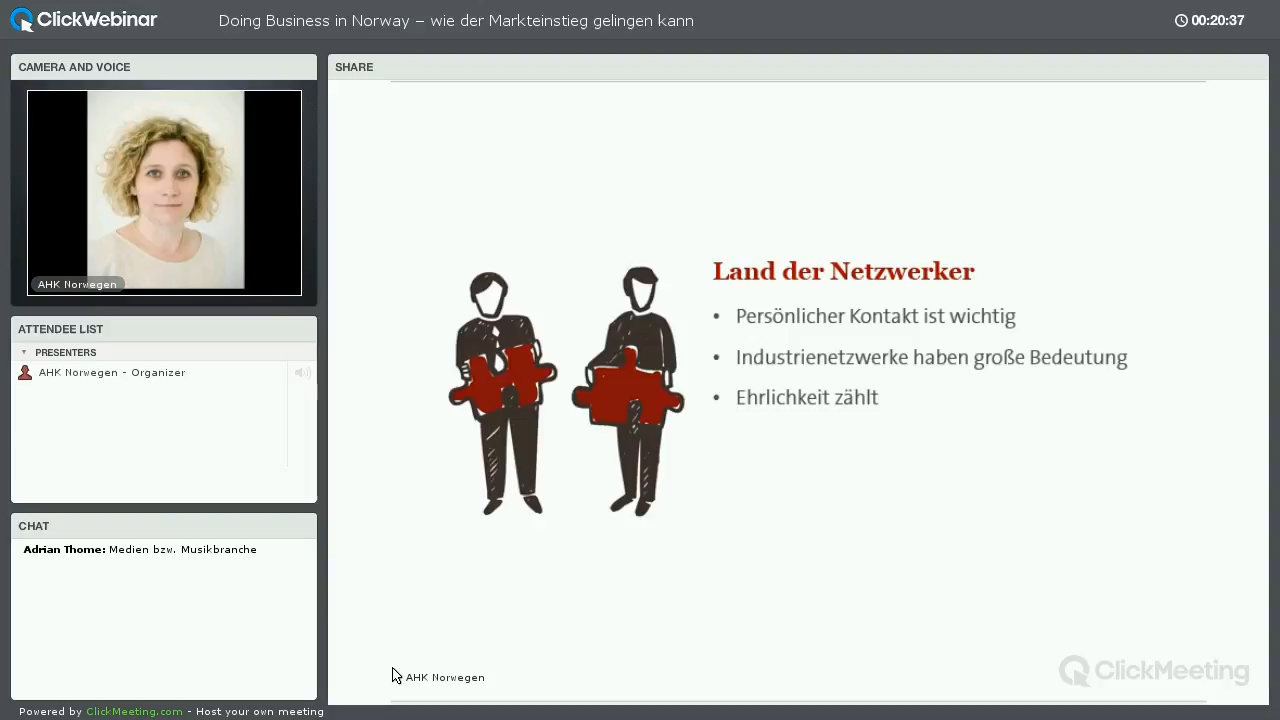 ClickWebinar
Doing Business in Norway – wie der Markteinstieg gelingen kann
00:20:37
CAMERA AND VOICE
AHK Norwegen
ATTENDEE LIST
PRESENTERS
AHK Norwegen - Organizer
CHAT
Adrian Thome: Medien bzw. Musikbranche
Powered by ClickMeeting.com - Host your own meeting
SHARE
Land der Netzwerker
• Persönlicher Kontakt ist wichtig
• Industrienetzwerke haben große Bedeutung
• Ehrlichkeit zählt
AHK Norwegen
ClickMeeting